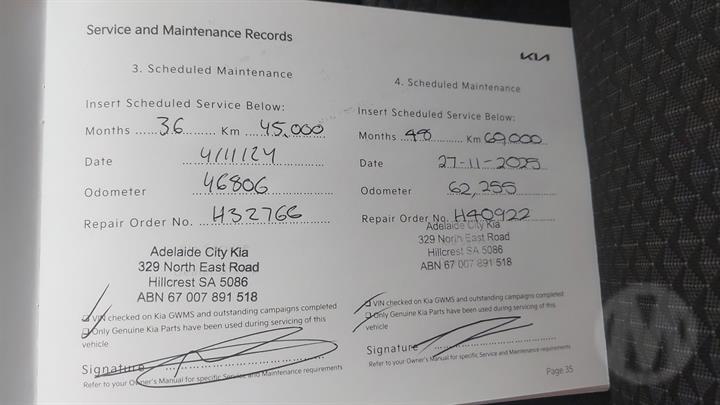 Service and Maintenance Records
KIA
3. Scheduled Maintenance
Insert Scheduled Service Below:
Months ......36......... Km ...45,000
Date 4/11/24
Odometer 46806
Repair Order No. H32766
Adelaide City Kia
329 North East Road
Hillcrest SA 5086
ABN 67 007 891 518
VIN checked on Kia GWMS and outstanding campaigns completed
Only Genuine Kia Parts have been used during servicing of this
vehicle
Signature
Refer to your Owner's Manual for specific Service and Maintenance requirements
4. Scheduled Maintenance
Insert Scheduled Service Below:
Months ...48......... Km 60,000
Date 27-11-2025
Odometer 62,255
Repair Order No. H40922
Adelaide City Kia
329 North East Road
Hillcrest SA 5086
ABN 67 007 891 518
VIN checked on Kia GWMS and outstanding campaigns completed
Only Genuine Kia Parts have been used during servicing of this
vehicle
Signature
Refer to your Owner's Manual for specific Service and Maintenance requirements
Page 35
M